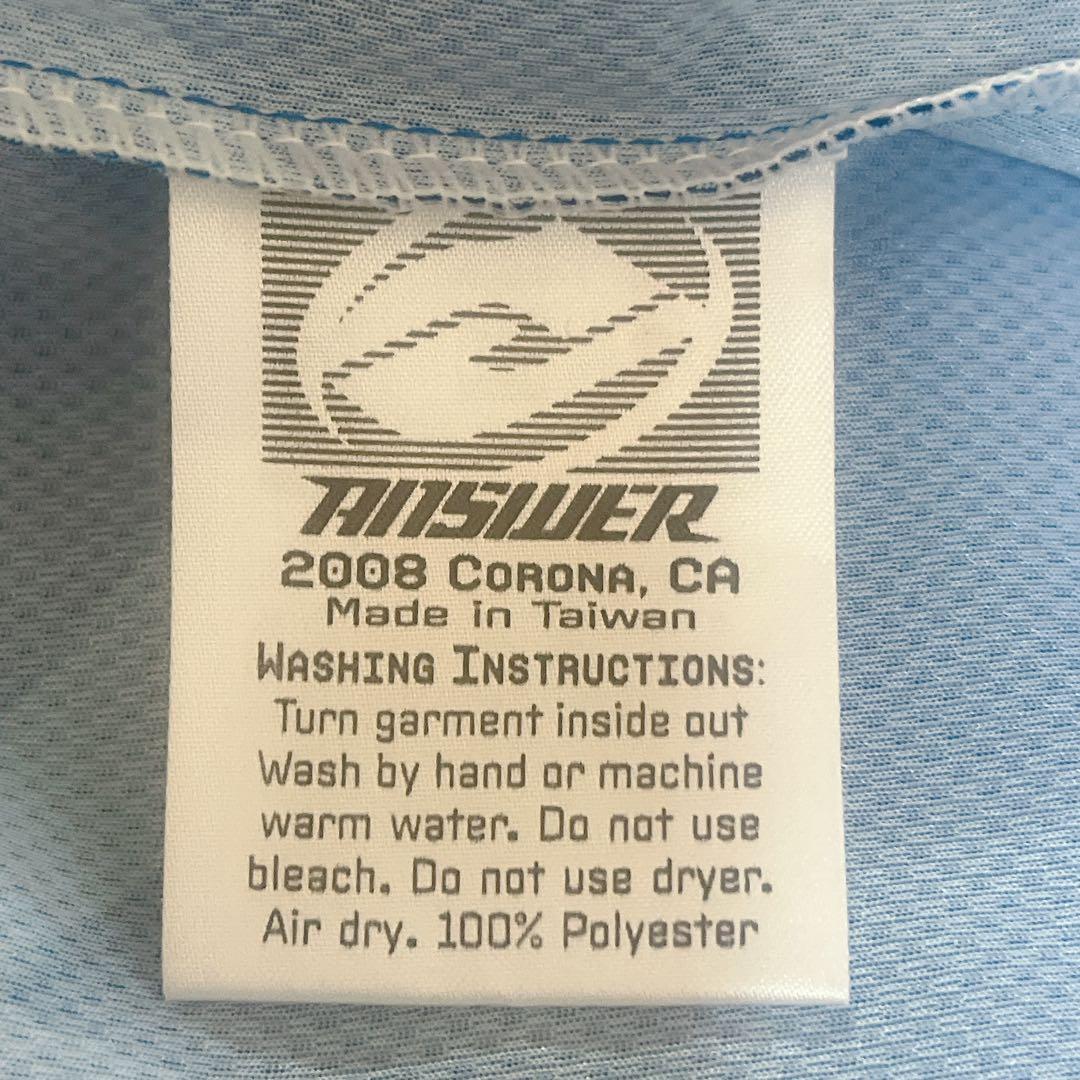 ANSWER
2008 CORONA, CA
Made in Taiwan
WASHING INSTRUCTIONS:
Turn garment inside out
Wash by hand or machine
warm water. Do not use
bleach. Do not use dryer.
Air dry. 100% Polyester